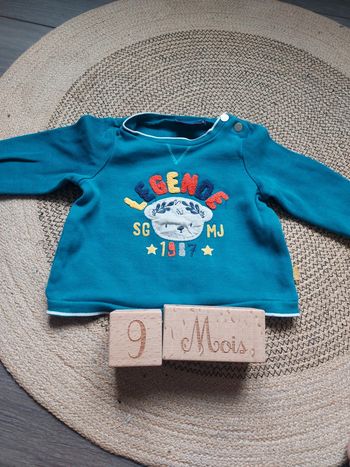 LEGENDE
SG MJ
1987
9 Mois,